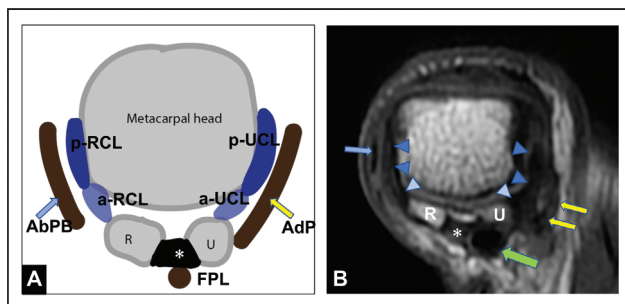 Metacarpal head
p-RCL p-UCL
a-RCL a-UCL
AbPB R * U AdP
FPL
A
R U
*
B